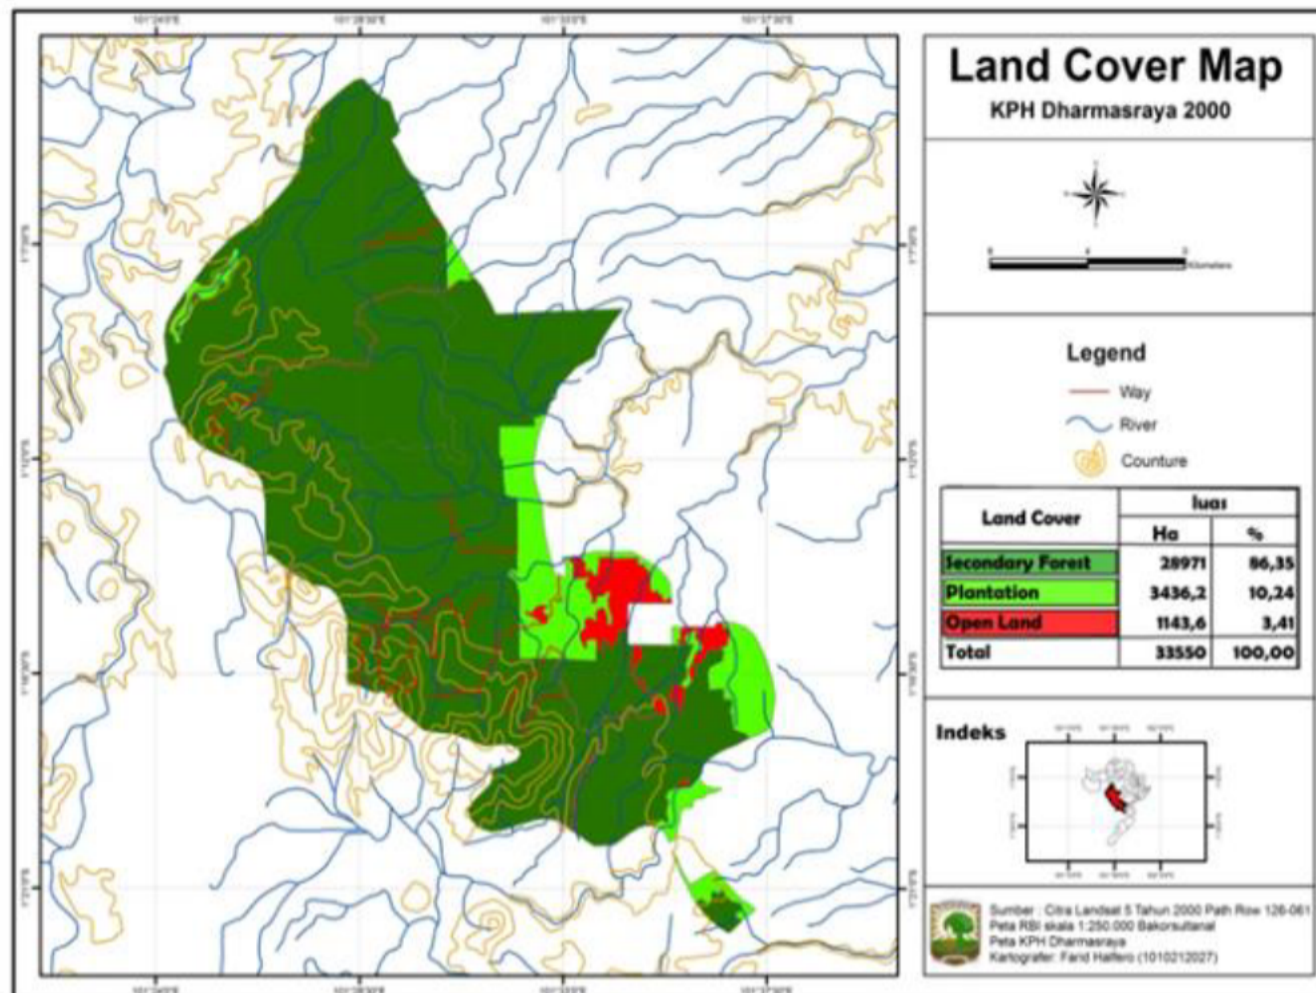 Land Cover Map
KPH Dharmasraya 2000
Kilometers
Legend
Way
River
Counture
Land Cover
luas
Ha
%
Secondary Forest 28971 86,35
Plantation 3436,2 10,24
Open Land 1143,6 3,41
Total 33550 100,00
Indeks
Sumber : Citra Landsat 5 Tahun 2000 Path Row 126-061
Peta RBI skala 1:250.000 Bakorsultanal
Peta KPH Dharmasraya
Kartografer: Farid Halfero (1010212027)